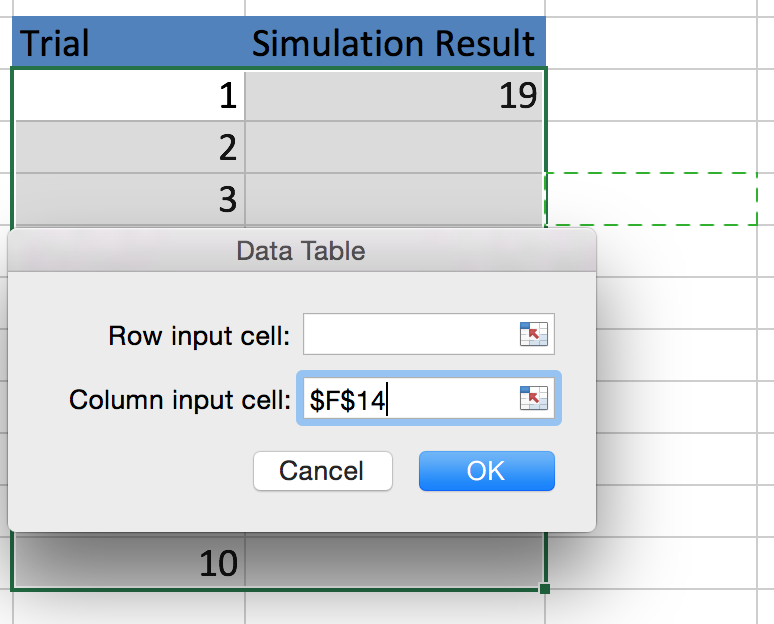 Trial Simulation Result
1 19
2
3
Data Table
Row input cell:
Column input cell: $F$14
Cancel OK
10